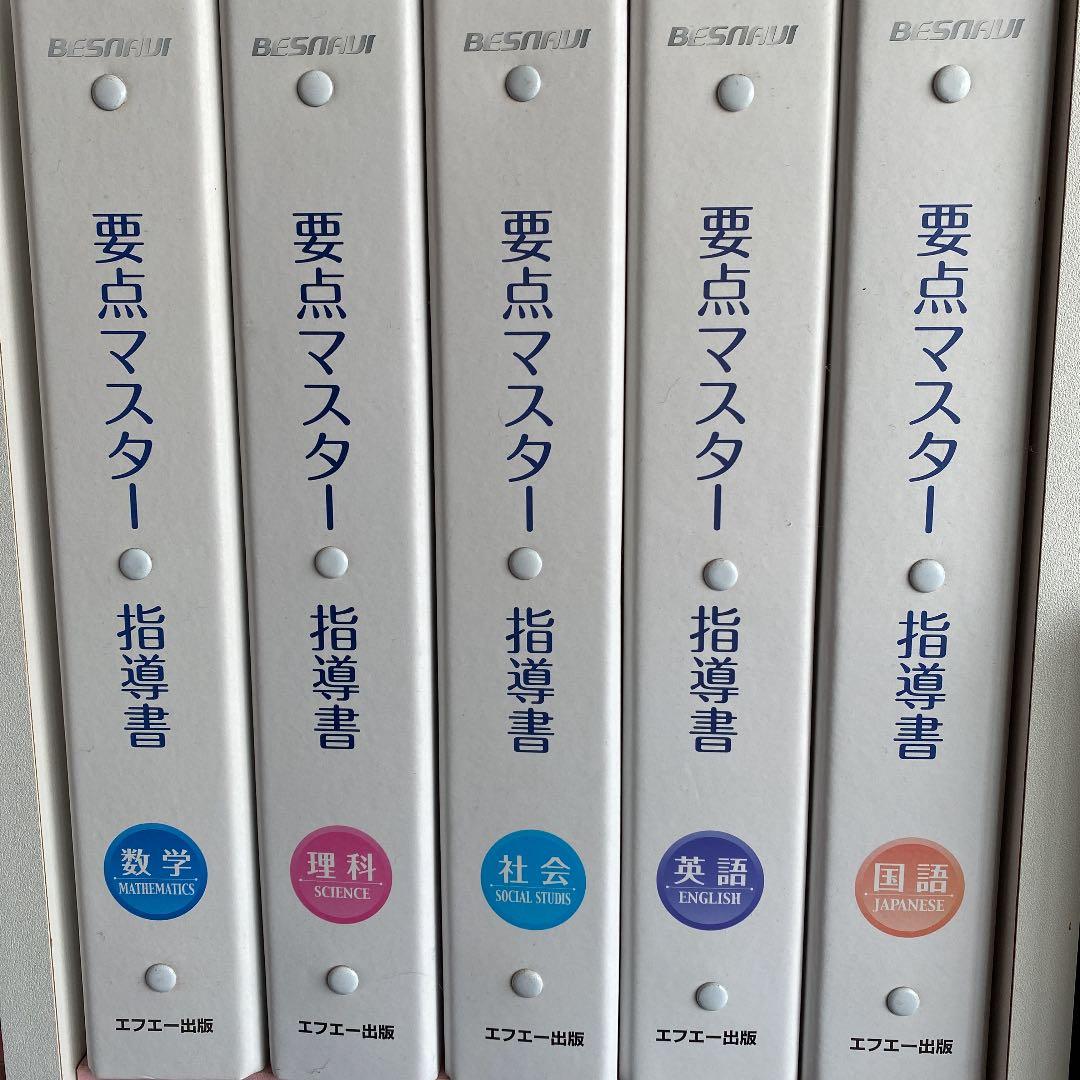 BESNAVI
要点マスター
指導書
数学
MATHEMATICS
エフエー出版
BESNAVI
要点マスター
指導書
理科
SCIENCE
エフエー出版
BESNAVI
要点マスター
指導書
社会
SOCIAL STUDIS
エフエー出版
BESNAVI
要点マスター
指導書
英語
ENGLISH
エフエー出版
BESNAVI
要点マスター
指導書
国語
JAPANESE
エフエー出版